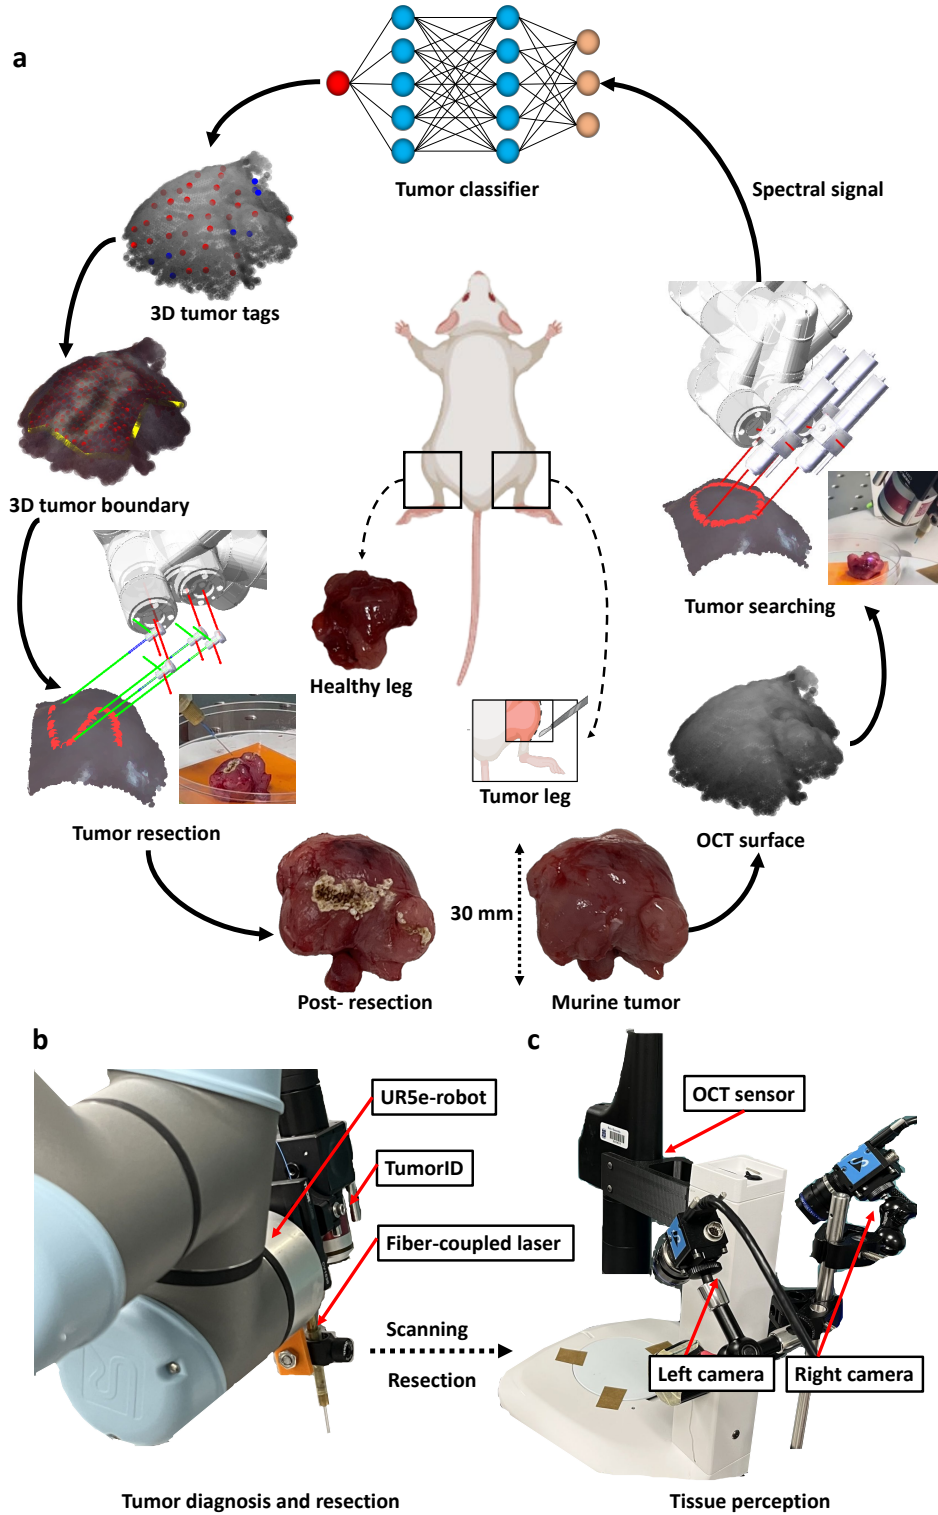 a
Tumor classifier
Spectral signal
3D tumor tags
3D tumor boundary
Healthy leg
Tumor searching
Tumor leg
Tumor resection
OCT surface
30 mm
Post- resection
Murine tumor
b
c
UR5e-robot
OCT sensor
TumorID
Fiber-coupled laser
Scanning
Resection
Left camera
Right camera
Tumor diagnosis and resection
Tissue perception